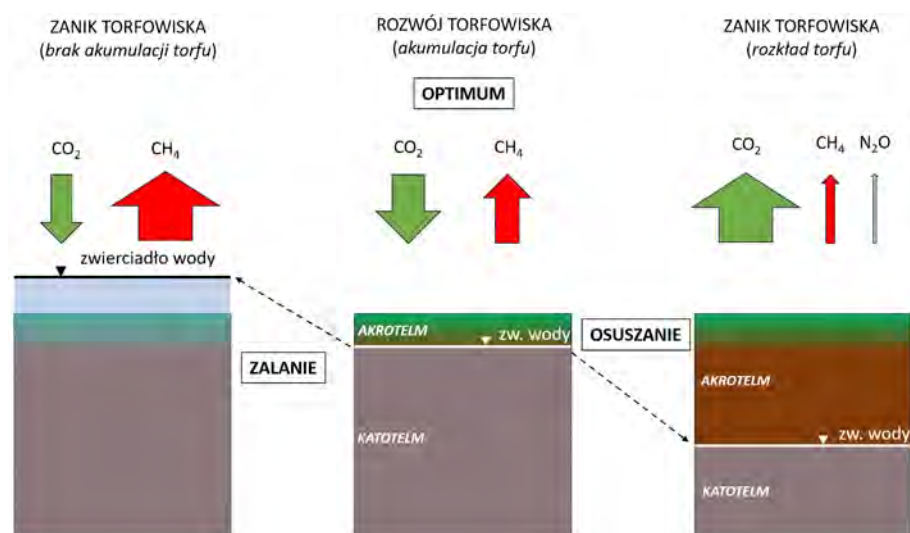 ZANIK TORFOWISKA
(brak akumulacji torfu)
ROZWÓJ TORFOWISKA
(akumulacja torfu)
ZANIK TORFOWISKA
(rozkład torfu)
OPTIMUM
CO₂
CH₄
CO₂
CH₄
CO₂
CH₄
N₂O
zwierciadło wody
ZALANIE
AKROTELM
zw. wody
KATOTELM
OSUSZANIE
AKROTELM
zw. wody
KATOTELM